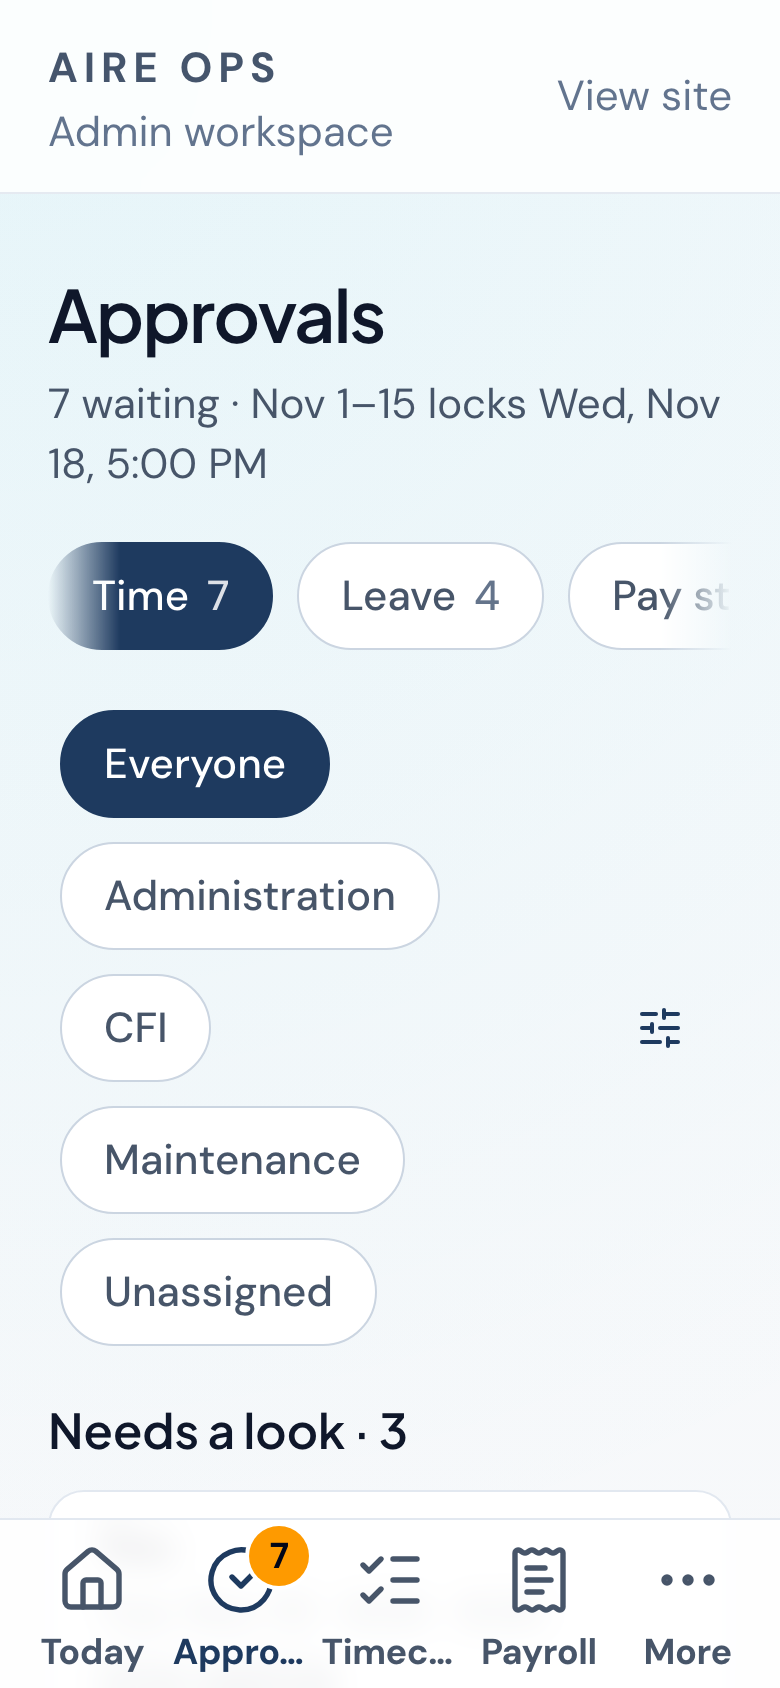 AIRE OPS
Admin workspace
View site
Approvals
7 waiting · Nov 1–15 locks Wed, Nov
18, 5:00 PM
Time 7
Leave 4
Pay st
Everyone
Administration
CFI
Maintenance
Unassigned
Needs a look · 3
7
Today
Appro...
Timec...
Payroll
More